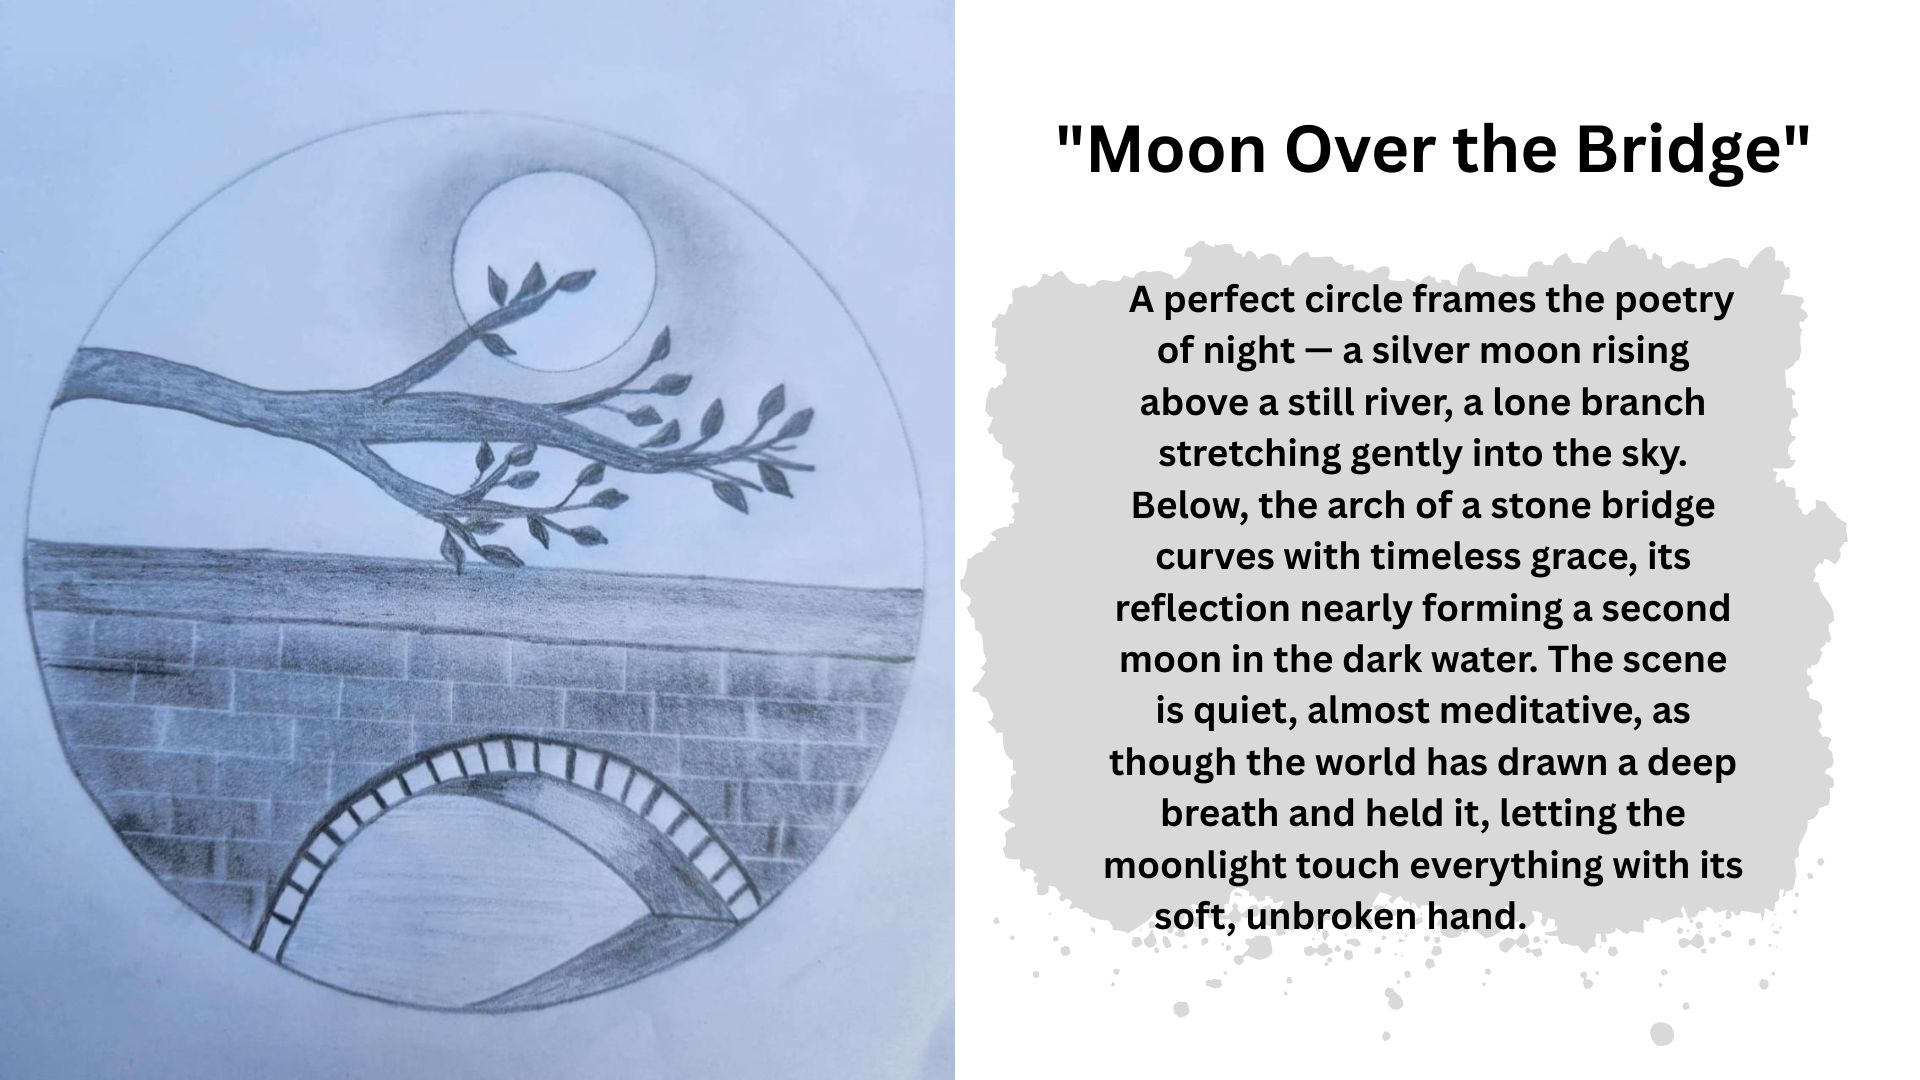 "Moon Over the Bridge"
A perfect circle frames the poetry
of night — a silver moon rising
above a still river, a lone branch
stretching gently into the sky.
Below, the arch of a stone bridge
curves with timeless grace, its
reflection nearly forming a second
moon in the dark water. The scene
is quiet, almost meditative, as
though the world has drawn a deep
breath and held it, letting the
moonlight touch everything with its
soft, unbroken hand.